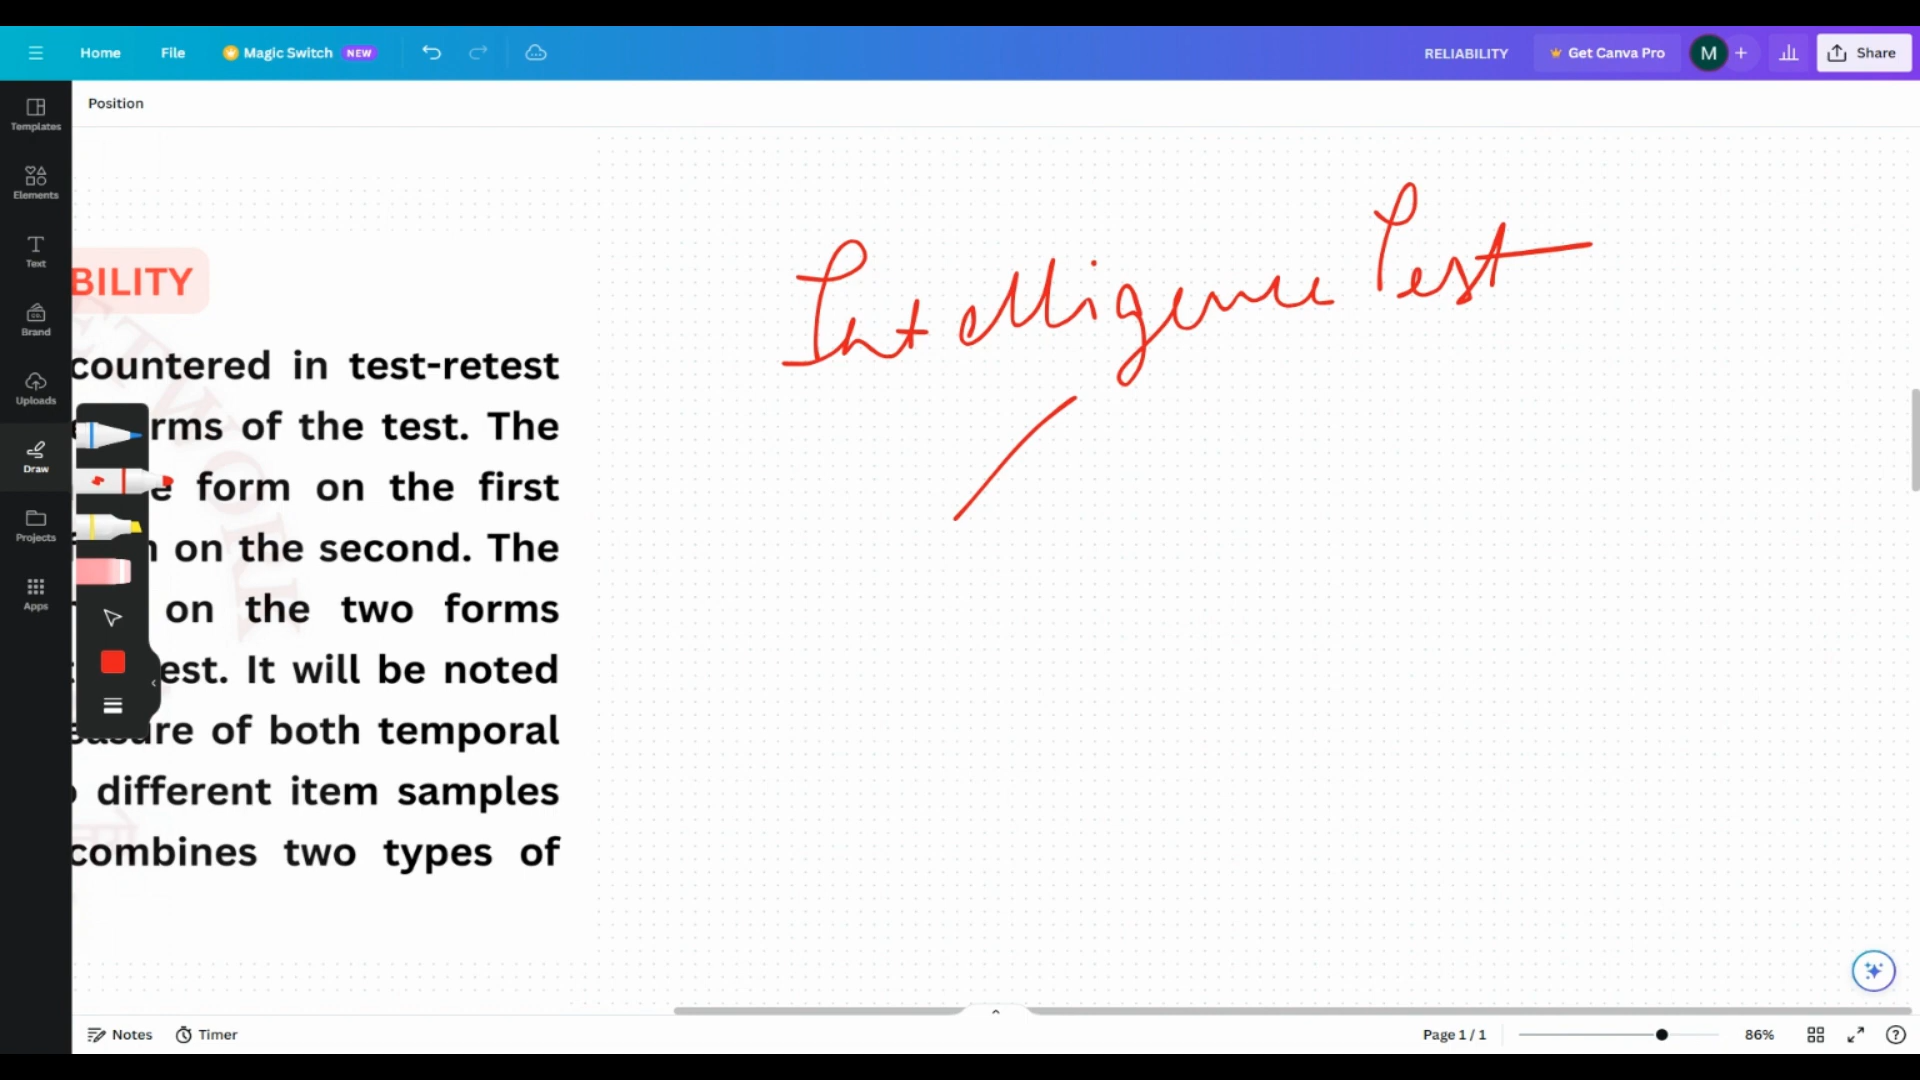 Home File Magic Switch NEW RELIABILITY Get Canva Pro M + Share
Position
Templates
Elements
Text
Brand
Uploads
Draw
Projects
Apps
BILITY
countered in test-retest
rms of the test. The
form on the first
on the second. The
on the two forms
est. It will be noted
of both temporal
different item samples
combines two types of
ETWORK
Intelligence Test
Notes Timer Page 1 / 1 86%